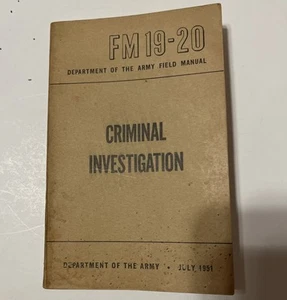 FM 19-20
DEPARTMENT OF THE ARMY FIELD MANUAL
CRIMINAL
INVESTIGATION
DEPARTMENT OF THE ARMY • JULY 1951